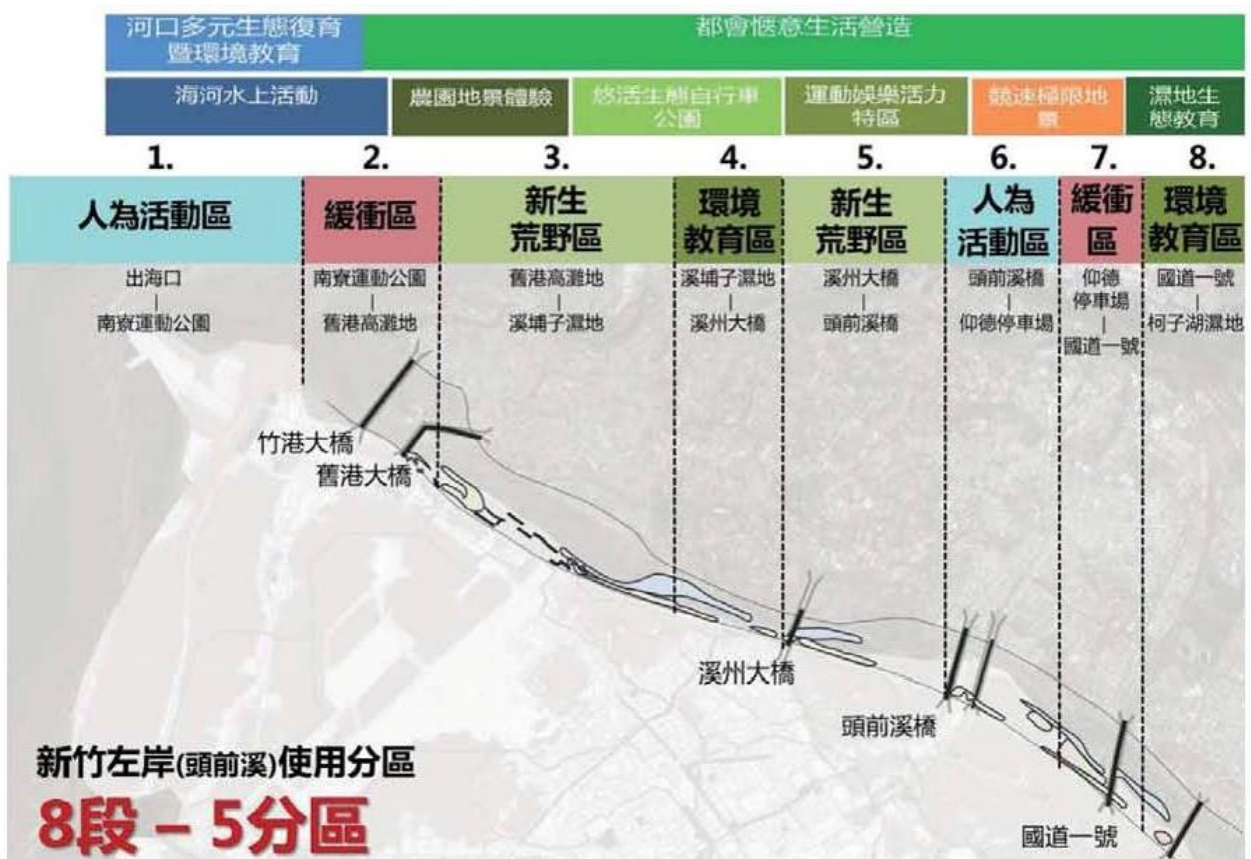 河口多元生態復育
暨環境教育
都會愜意生活營造
海河水上活動
農園地景體驗
悠活生態自行車
公園
運動娛樂活力
特區
競速極限地
景
濕地生
態教育
1.
2.
3.
4.
5.
6.
7.
8.
人為活動區
緩衝區
新生
荒野區
環境
教育區
新生
荒野區
人為
活動區
緩衝
區
環境
教育區
出海口
|
南寮運動公園
南寮運動公園
|
舊港高灘地
舊港高灘地
|
溪埔子濕地
溪埔子濕地
|
溪州大橋
溪州大橋
|
頭前溪橋
頭前溪橋
|
仰德停車場
仰德
停車場
|
國道一號
國道一號
|
柯子湖濕地
竹港大橋
舊港大橋
溪州大橋
頭前溪橋
國道一號
新竹左岸(頭前溪)使用分區
8段 – 5分區